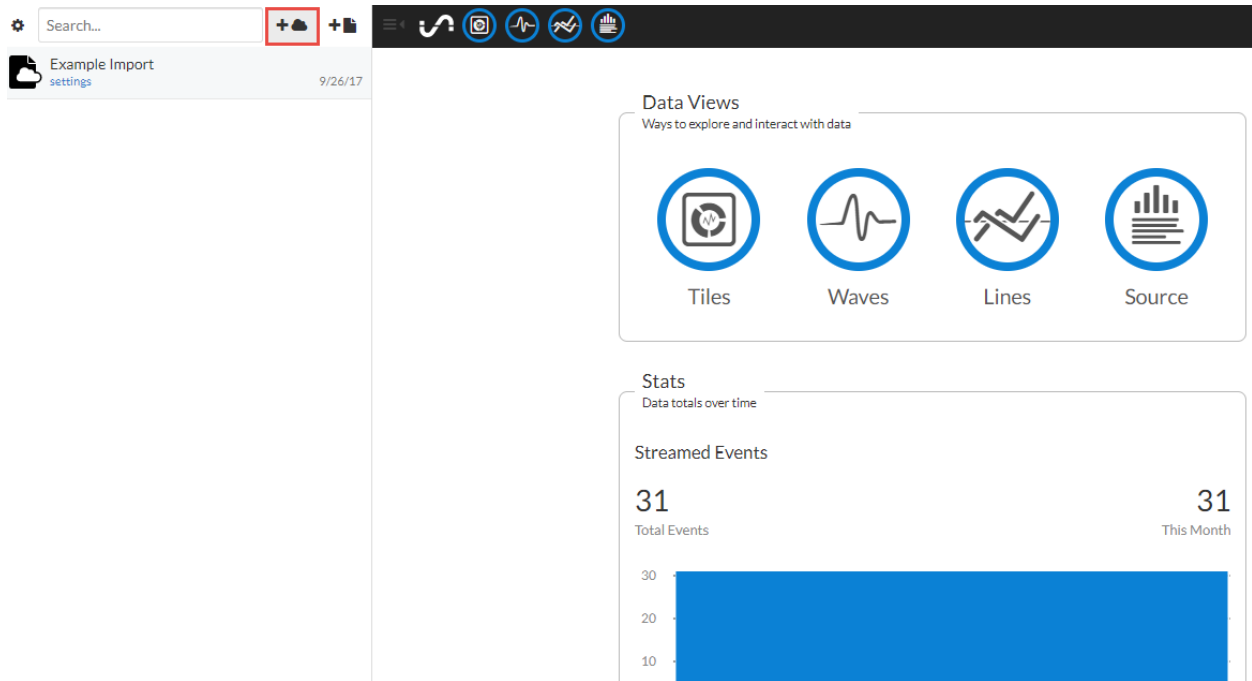 Search...
Example Import
settings
9/26/17
Data Views
Ways to explore and interact with data
Tiles
Waves
Lines
Source
Stats
Data totals over time
Streamed Events
31
31
Total Events
This Month
30
20
10